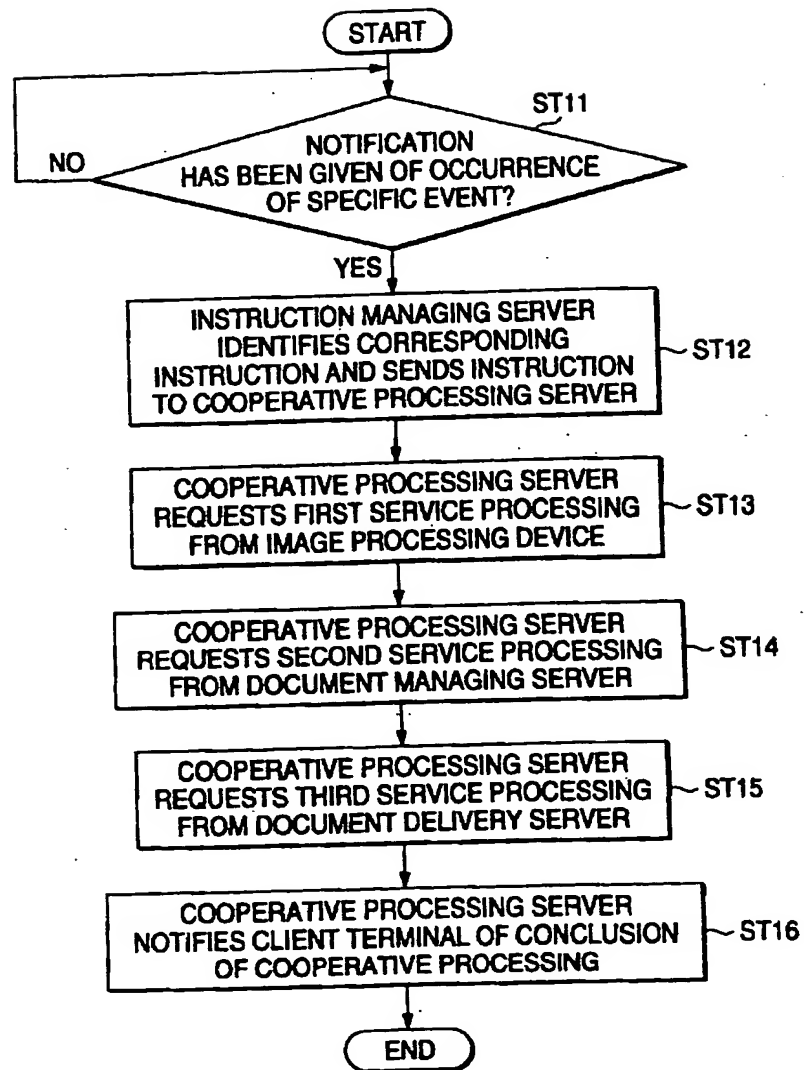 START
ST11
NOTIFICATION
HAS BEEN GIVEN OF OCCURRENCE
OF SPECIFIC EVENT?
NO
YES
INSTRUCTION MANAGING SERVER
IDENTIFIES CORRESPONDING
INSTRUCTION AND SENDS INSTRUCTION
TO COOPERATIVE PROCESSING SERVER
ST12
COOPERATIVE PROCESSING SERVER
REQUESTS FIRST SERVICE PROCESSING
FROM IMAGE PROCESSING DEVICE
ST13
COOPERATIVE PROCESSING SERVER
REQUESTS SECOND SERVICE PROCESSING
FROM DOCUMENT MANAGING SERVER
ST14
COOPERATIVE PROCESSING SERVER
REQUESTS THIRD SERVICE PROCESSING
FROM DOCUMENT DELIVERY SERVER
ST15
COOPERATIVE PROCESSING SERVER
NOTIFIES CLIENT TERMINAL OF CONCLUSION
OF COOPERATIVE PROCESSING
ST16
END